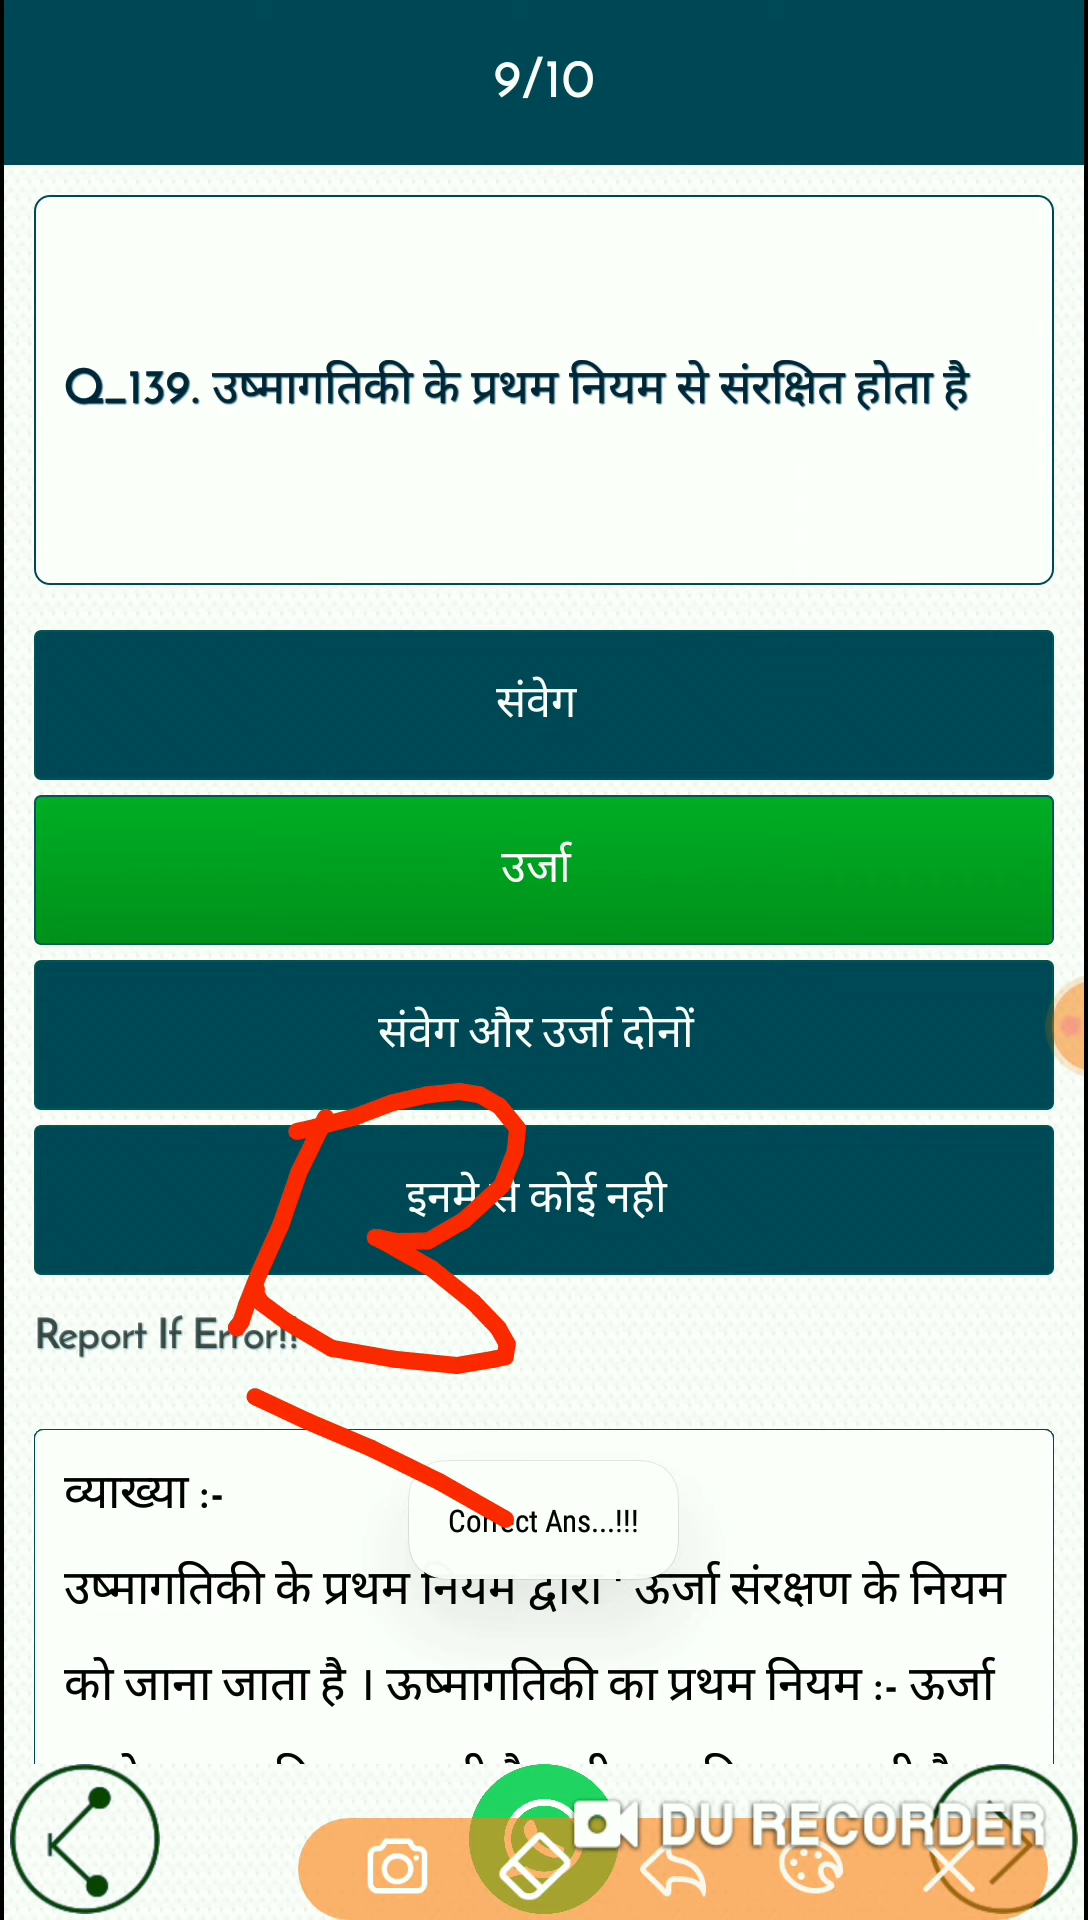 9/10
Q_139. उष्मागतिकी के प्रथम नियम से संरक्षित होता है
संवेग
उर्जा
संवेग और उर्जा दोनों
इनमे से कोई नही
B
Report If Error!!
व्याख्या :-
Correct Ans...!!!
उष्मागतिकी के प्रथम नियम द्वारा ' ऊर्जा संरक्षण के नियम
को जाना जाता है । ऊष्मागतिकी का प्रथम नियम :- ऊर्जा
DU RECORDER